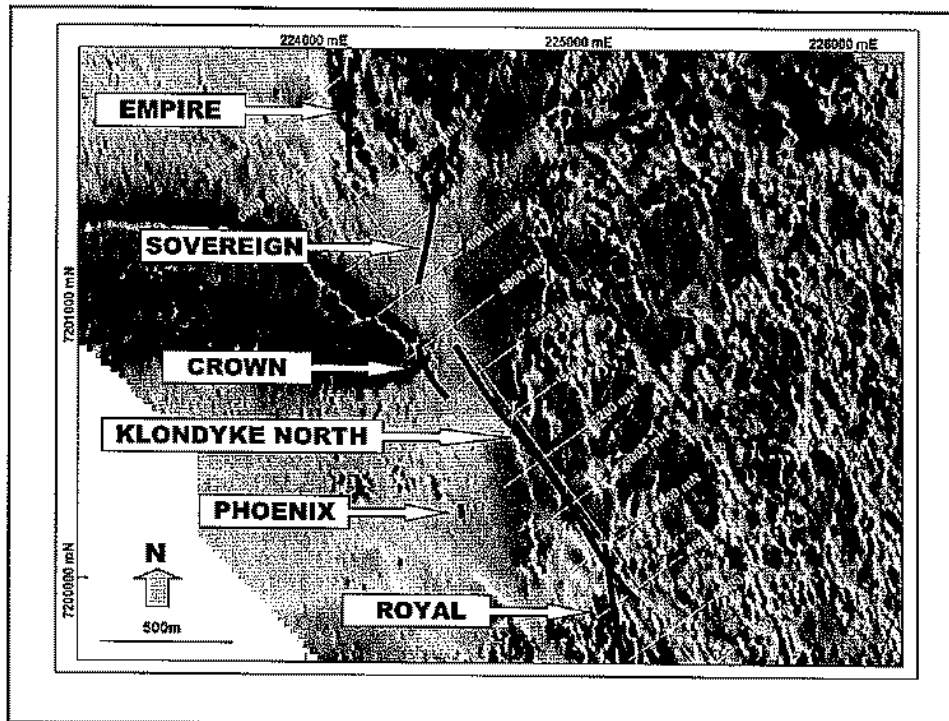 224000 mE 225000 mE 226000 mE
EMPIRE
SOVEREIGN
7201000 mN
CROWN
KLONDYKE NORTH
PHOENIX
N
7200000 mN
ROYAL
500m